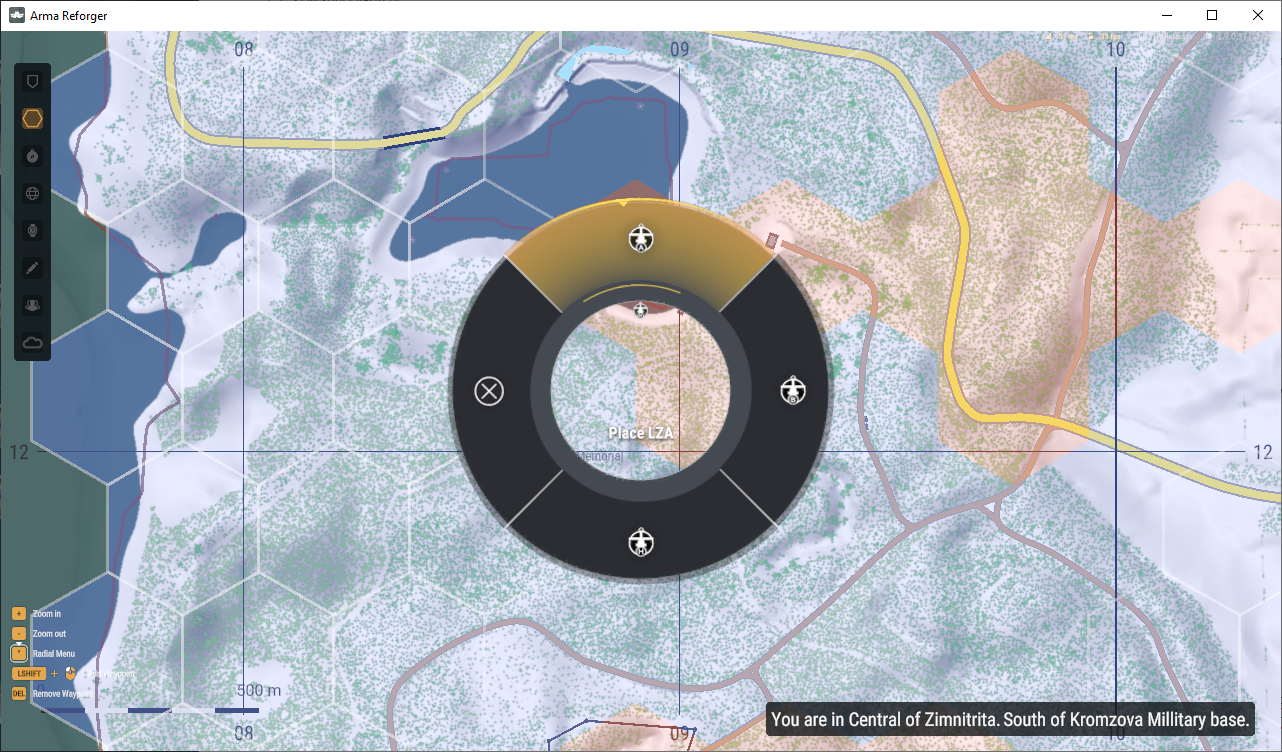 Arma Reforger
08
09
10
A
B
Place LZA
12
Memorial
12
H
+ Zoom in
- Zoom out
Radial Menu
LSHIFT +
500 m
DEL Remove Waypoint
You are in Central of Zimnitrita. South of Kromzova Millitary base.
08
09
10